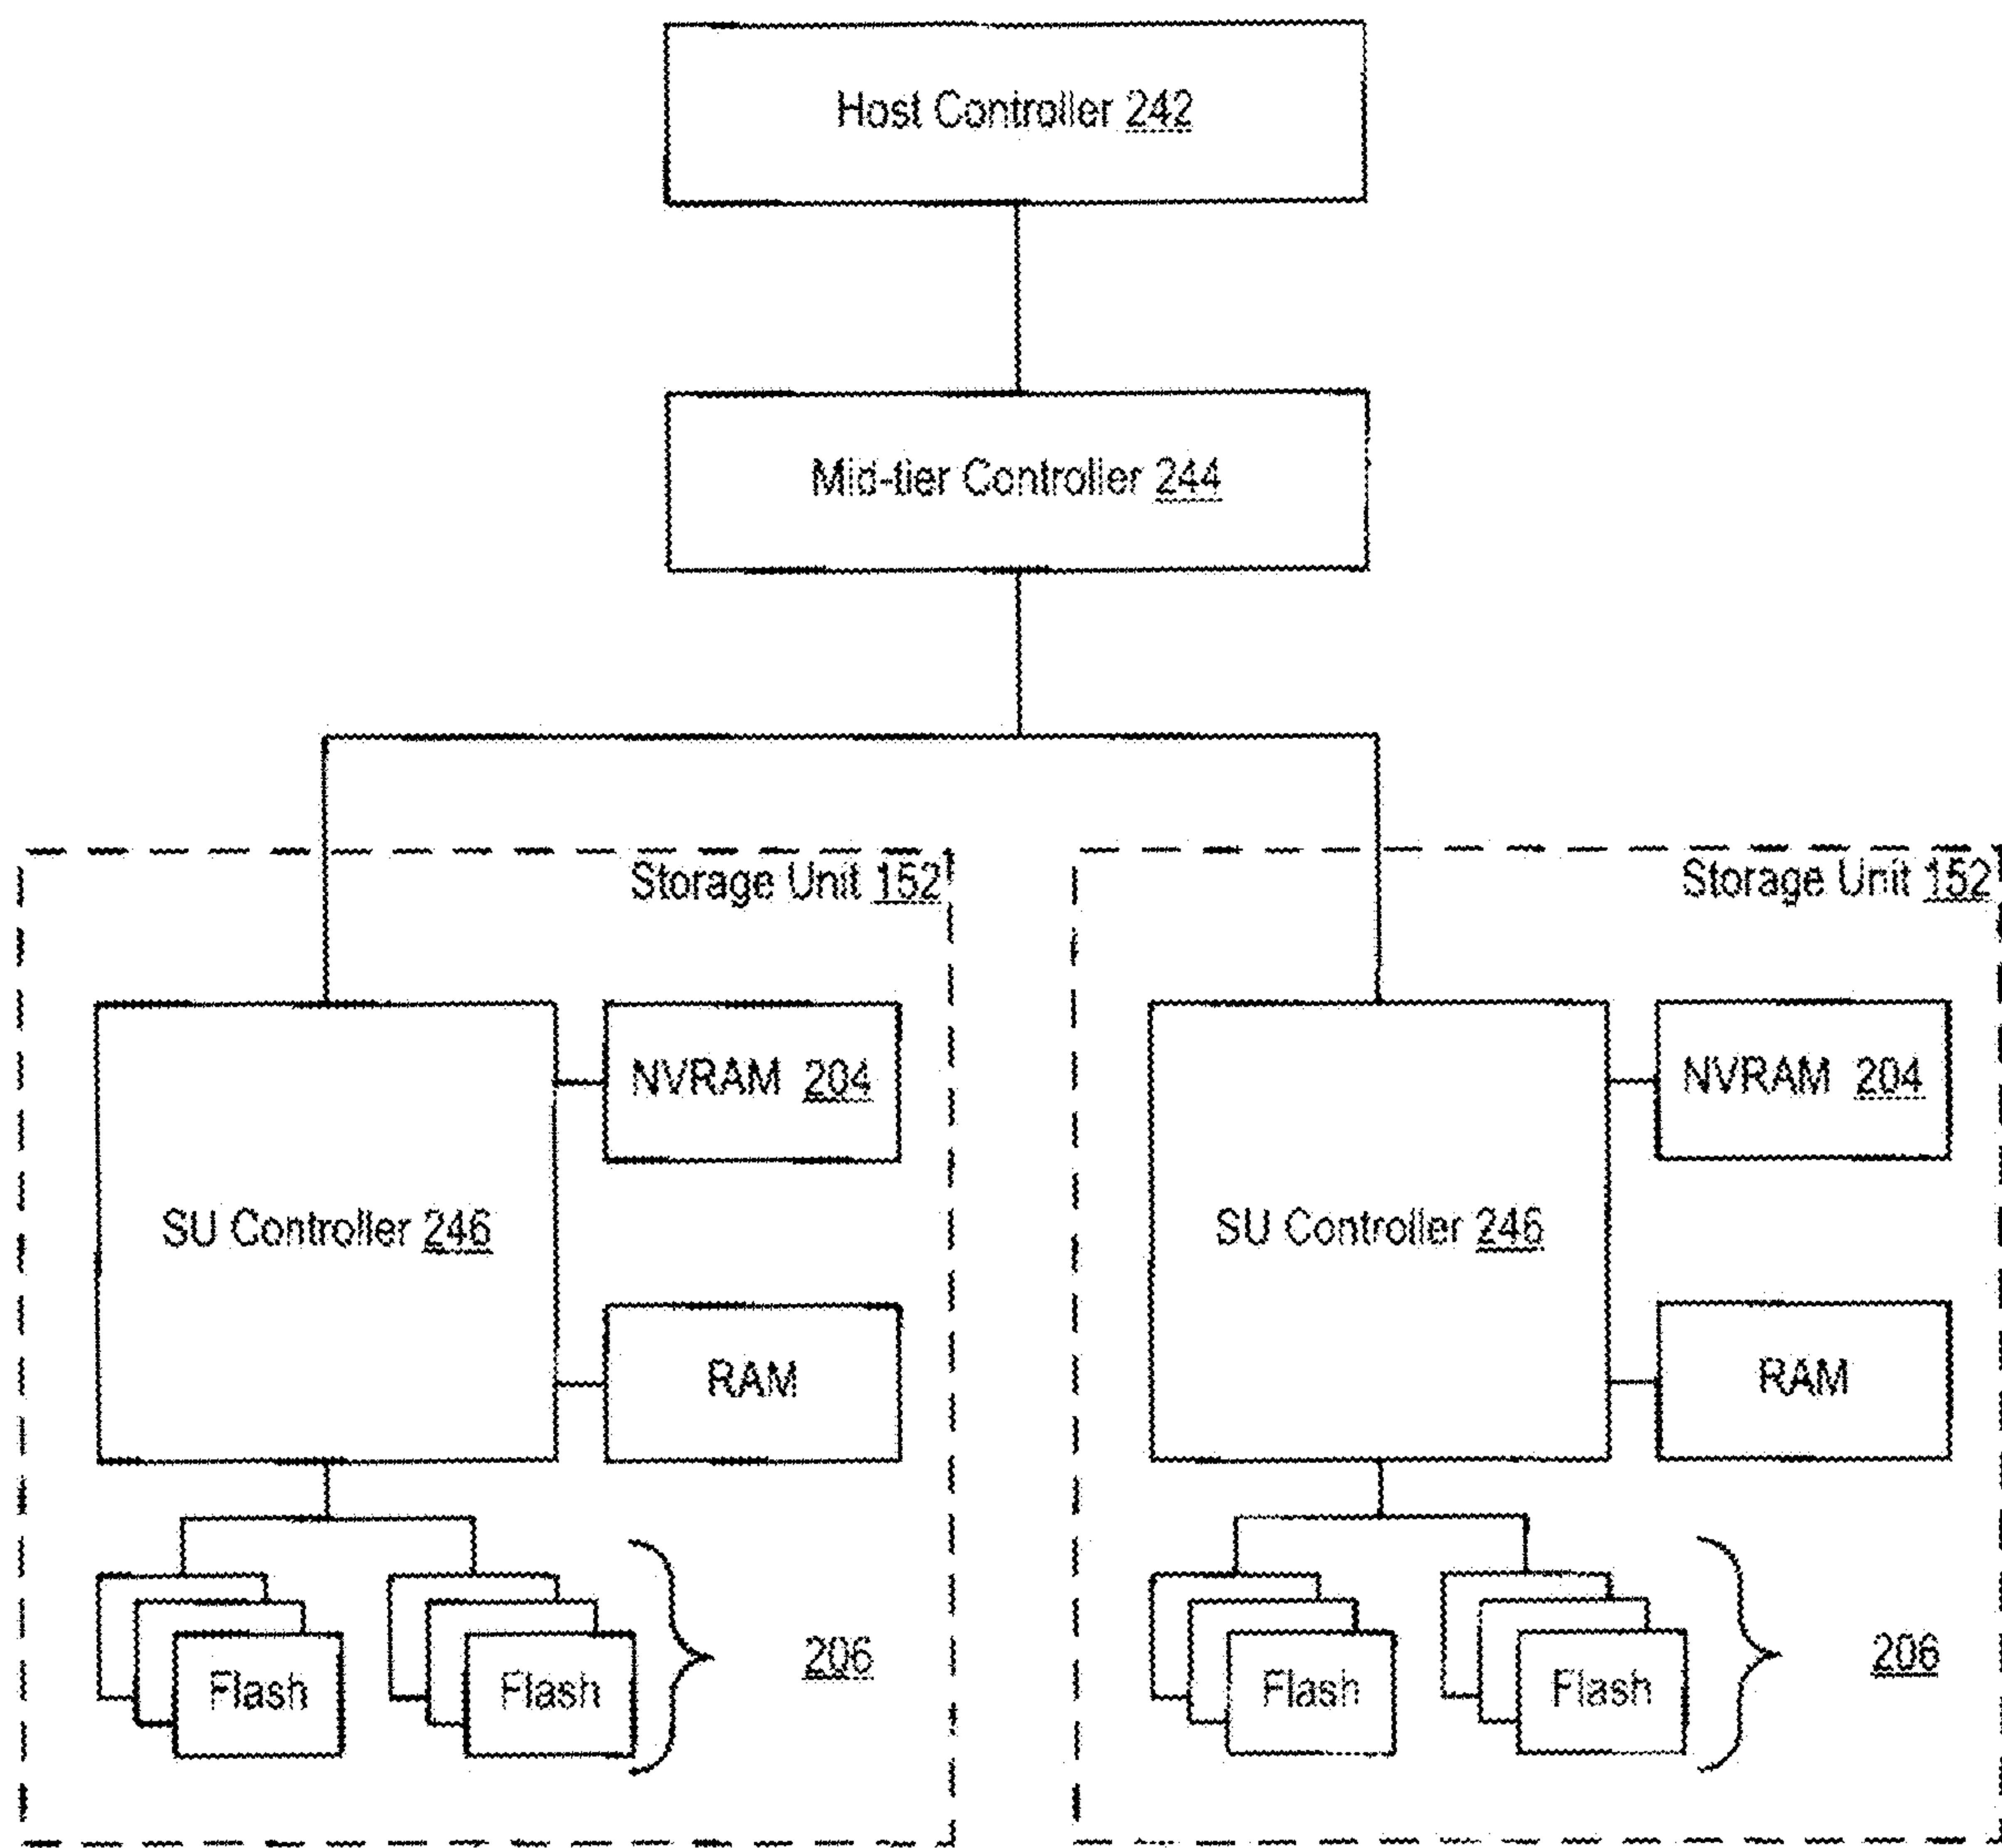 Host Controller 242
Mid-tier Controller 244
Storage Unit 152
SU Controller 246
NVRAM 204
RAM
Flash
Flash
206
Storage Unit 152
SU Controller 246
NVRAM 204
RAM
Flash
Flash
206